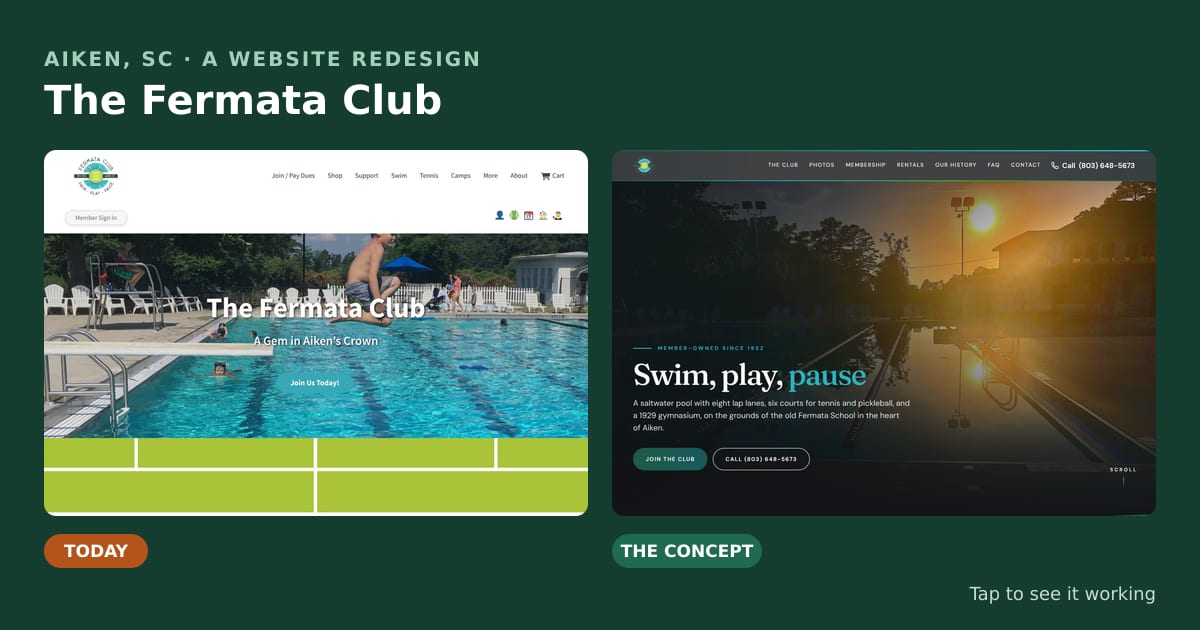 AIKEN, SC · A WEBSITE REDESIGN
The Fermata Club
FERMATA CLUB
SWIM · PLAY · PAUSE
Join / Pay Dues Shop Support Swim Tennis Camps More About Cart
Member Sign In
The Fermata Club
A Gem in Aiken's Crown
Join Us Today!
THE CLUB PHOTOS MEMBERSHIP RENTALS OUR HISTORY FAQ CONTACT Call (803) 648-5673
MEMBER-OWNED SINCE 1952
Swim, play, pause
A saltwater pool with eight lap lanes, six courts for tennis and pickleball, and
a 1929 gymnasium, on the grounds of the old Fermata School in the heart
of Aiken.
JOIN THE CLUB CALL (803) 648-5673
SCROLL
TODAY
THE CONCEPT
Tap to see it working